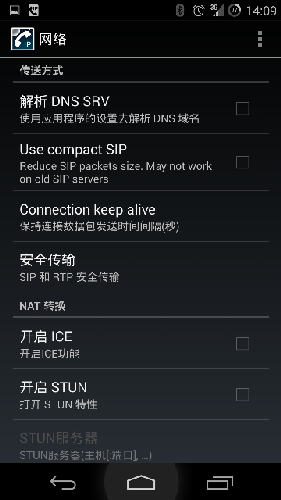 14:09
网络
传送方式
解析 DNS SRV
使用应用程序的设置去解析 DNS 域名
Use compact SIP
Reduce SIP packets size. May not work
on old SIP servers
Connection keep alive
保持连接数据包发送时间间隔(秒)
安全传输
SIP 和 RTP 安全传输
NAT 转换
开启 ICE
开启ICE功能
开启 STUN
打开 STUN 特性
STUN服务器
STUN服务器(主机[:端口], ...)